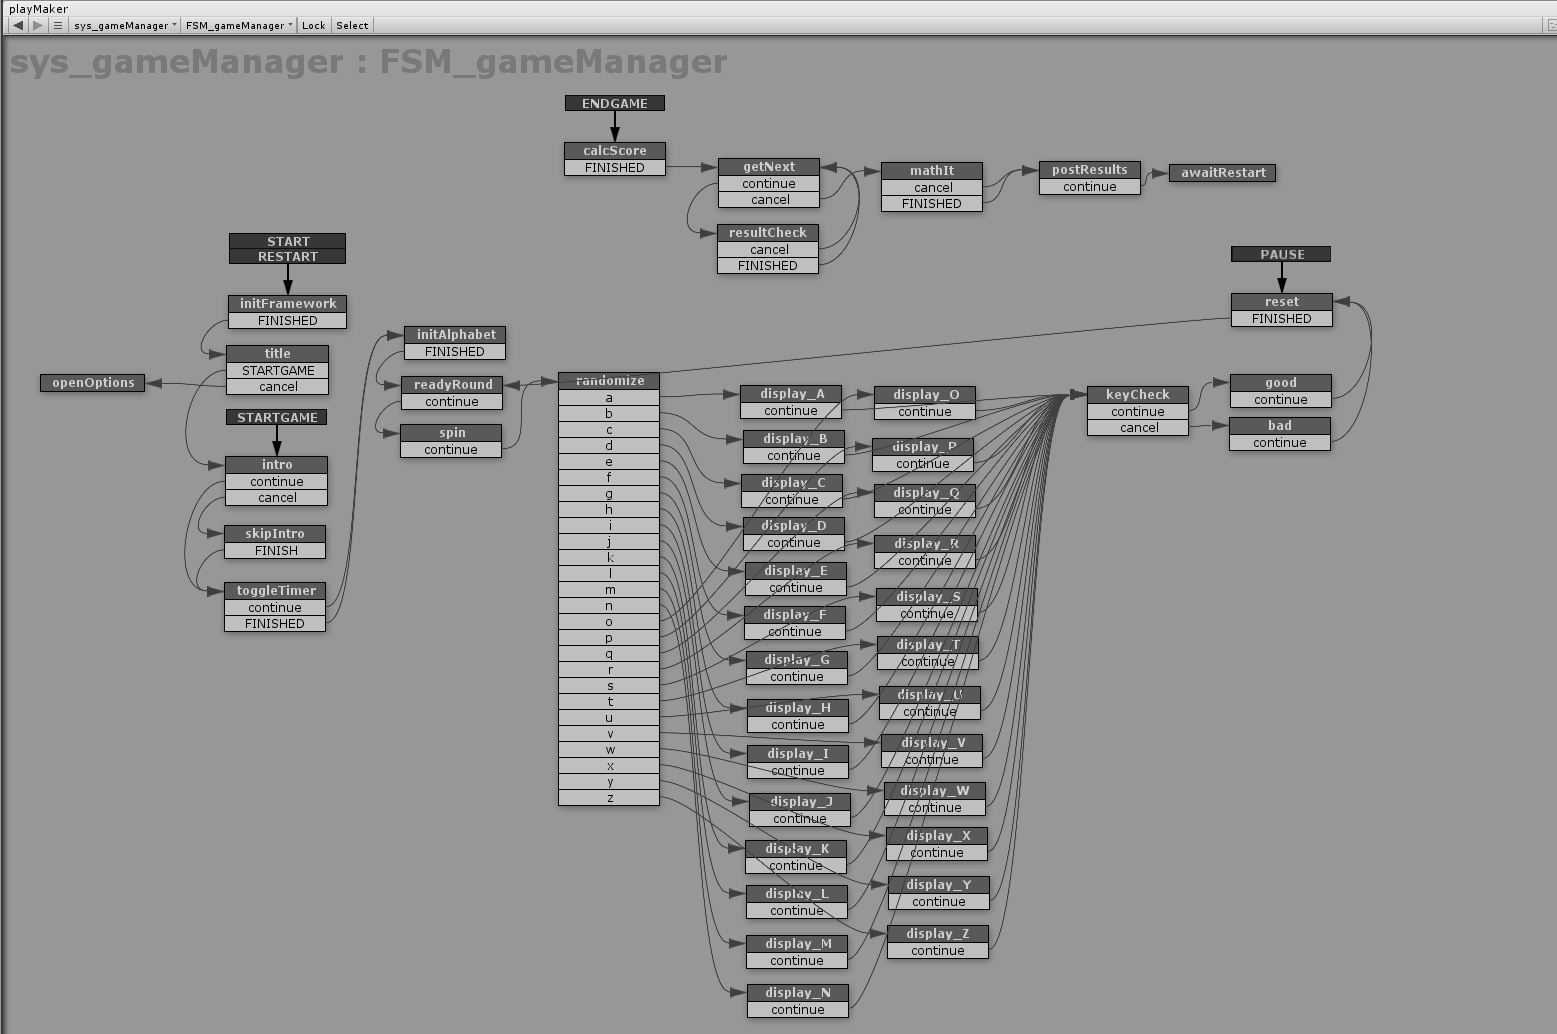 playMaker
sys_gameManager
FSM_gameManager
Lock
Select
sys_gameManager : FSM_gameManager
ENDGAME
calcScore
FINISHED
getNext
continue
cancel
resultCheck
cancel
FINISHED
mathIt
cancel
FINISHED
postResults
continue
awaitRestart
START
RESTART
initFramework
FINISHED
title
STARTGAME
cancel
openOptions
STARTGAME
intro
continue
cancel
skipIntro
FINISH
toggleTimer
continue
FINISHED
initAlphabet
FINISHED
readyRound
continue
spin
continue
randomize
a
b
c
d
e
f
g
h
i
j
k
l
m
n
o
p
q
r
s
t
u
v
w
x
y
z
display_A
continue
display_B
continue
display_C
continue
display_D
continue
display_E
continue
display_F
continue
display_G
continue
display_H
continue
display_I
continue
display_J
continue
display_K
continue
display_L
continue
display_M
continue
display_N
continue
display_O
continue
display_P
continue
display_Q
continue
display_R
continue
display_S
continue
display_T
continue
display_U
continue
display_V
continue
display_W
continue
display_X
continue
display_Y
continue
display_Z
continue
keyCheck
continue
cancel
PAUSE
reset
FINISHED
good
continue
bad
continue